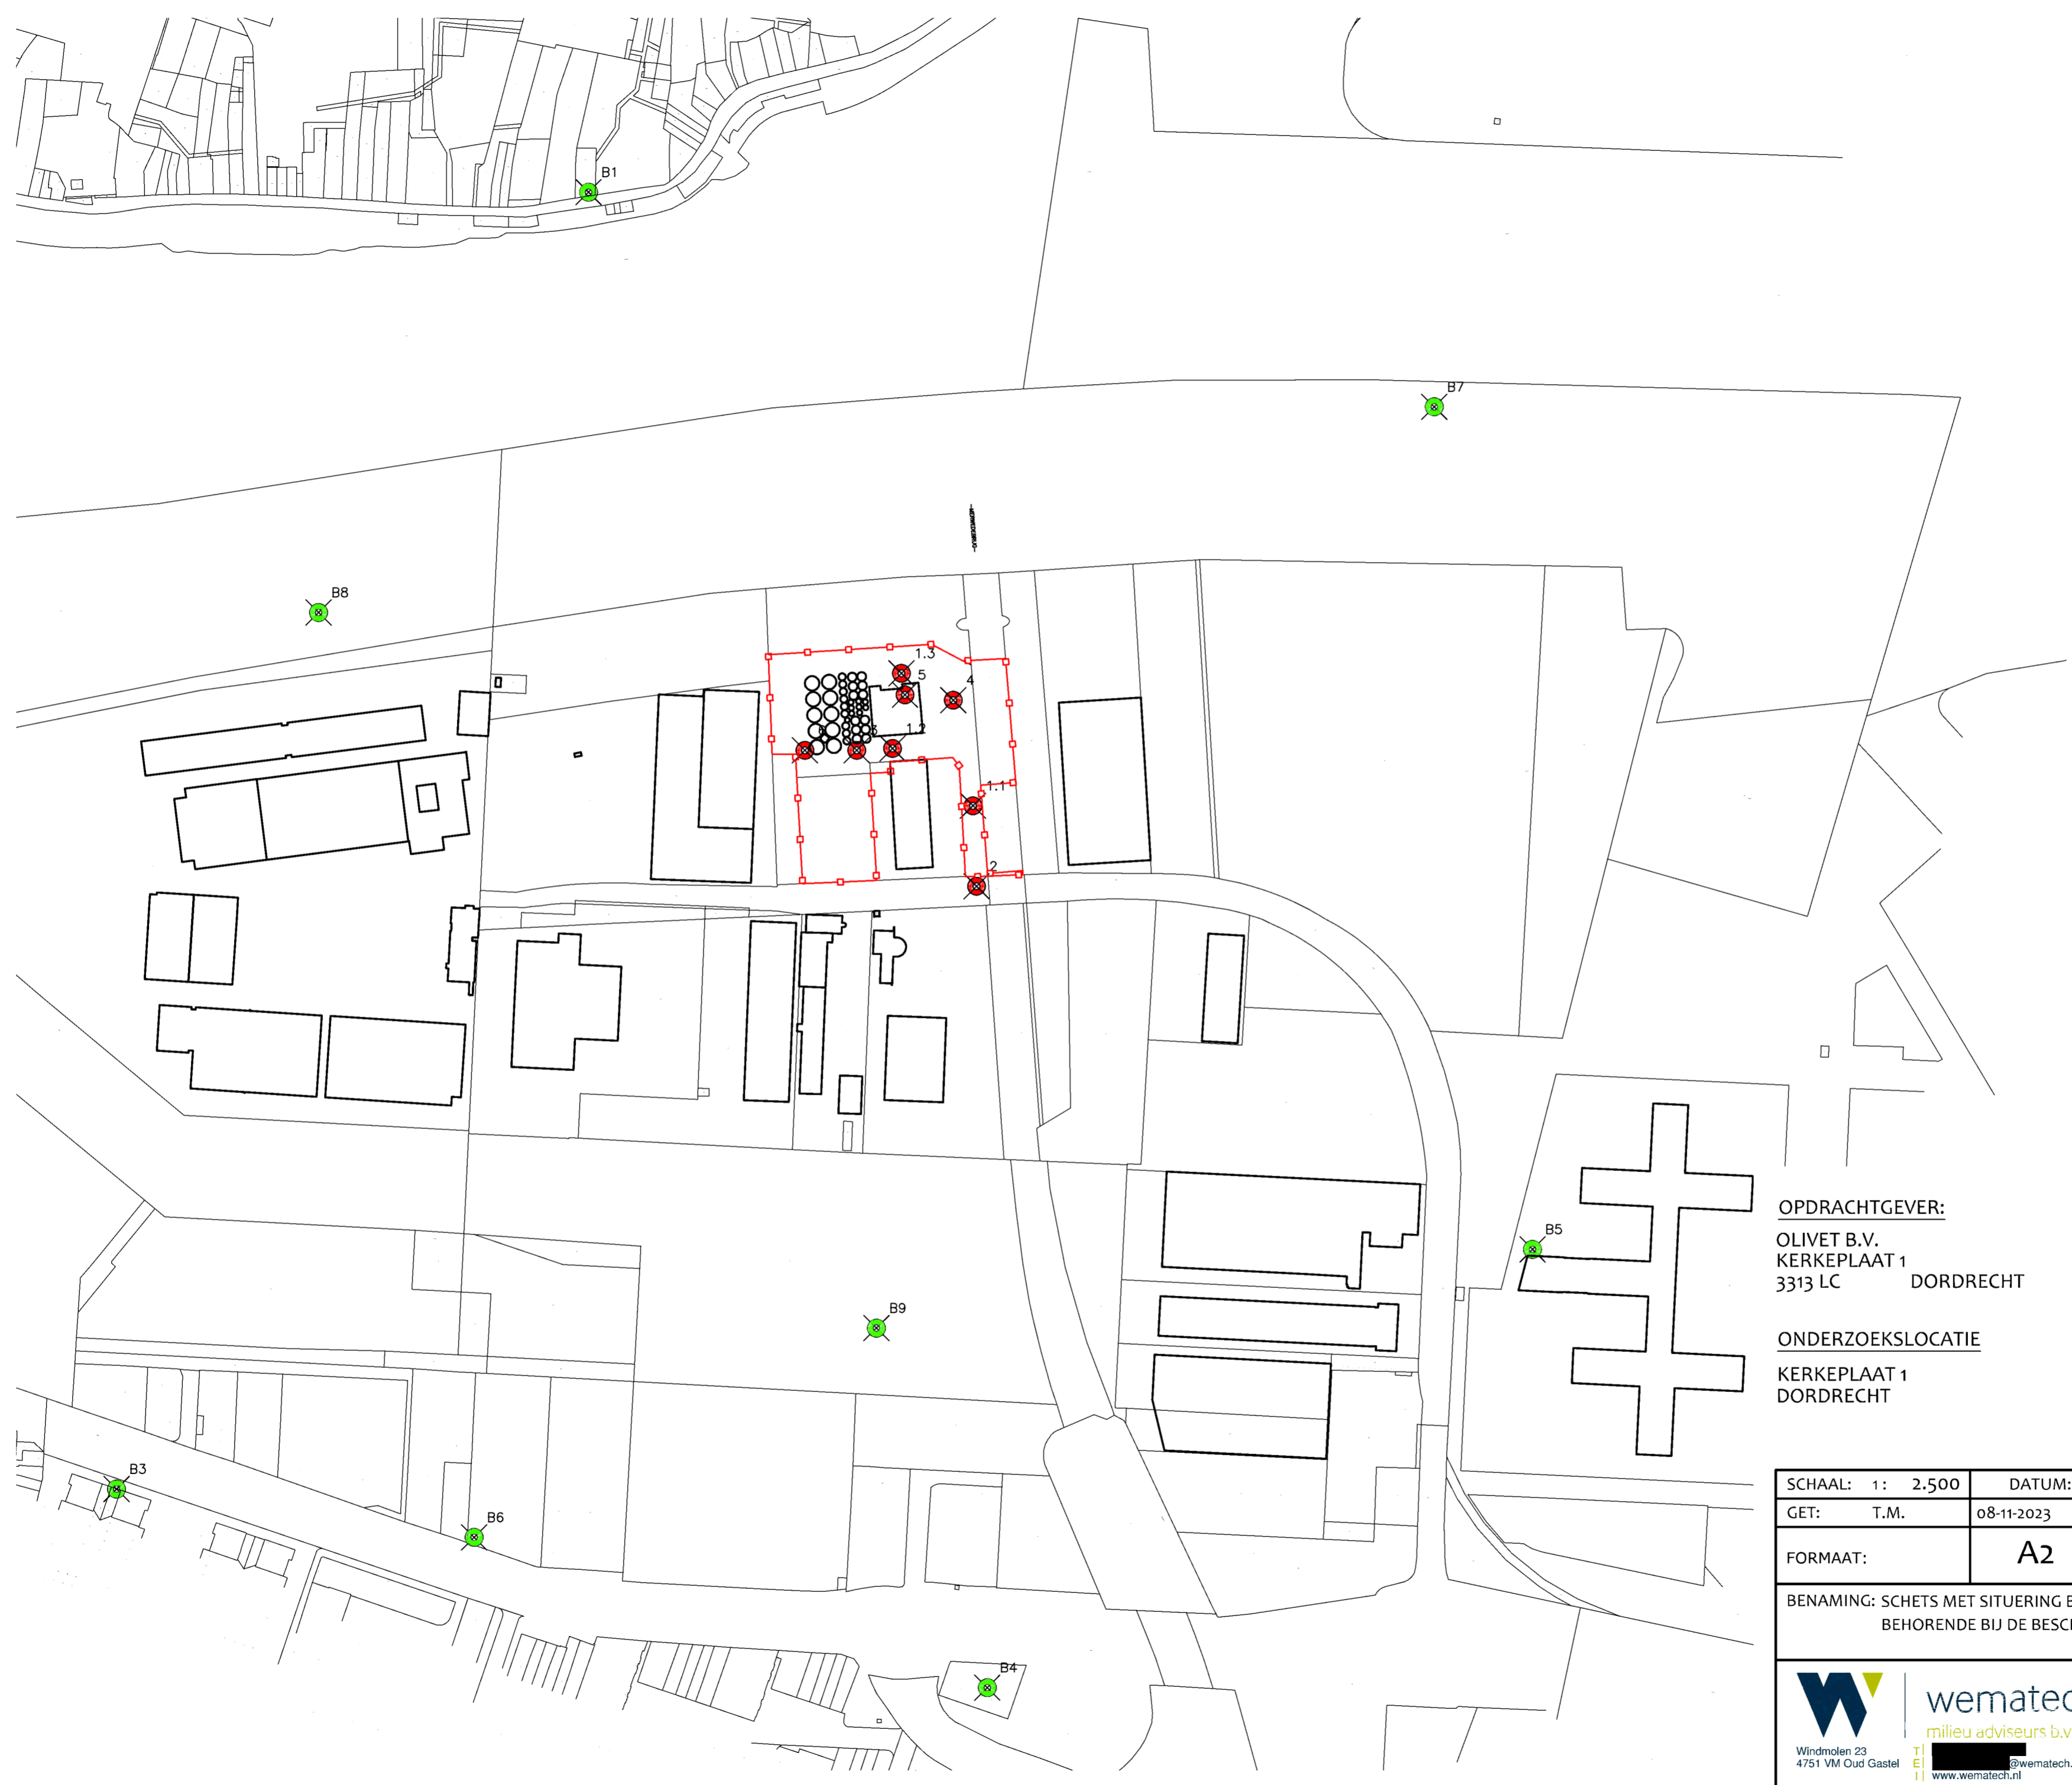 B1
B7
B8
1.3
5
4
1.2
3
1.1
2
B5
B9
B3
B6
B4
OPDRACHTGEVER:
OLIVET B.V.
KERKEPLAAT 1
3313 LC DORDRECHT
ONDERZOEKSLOCATIE
KERKEPLAAT 1
DORDRECHT
SCHAAL: 1: 2.500 DATUM:
GET: T.M. 08-11-2023
FORMAAT: A2
BENAMING: SCHETS MET SITUERING
BEHORENDE BIJ DE
wematec
milieu adviseurs b.v
Windmolen 23
4751 VM Oud Gastel
T
E @wematech.
I www.wematech.nl